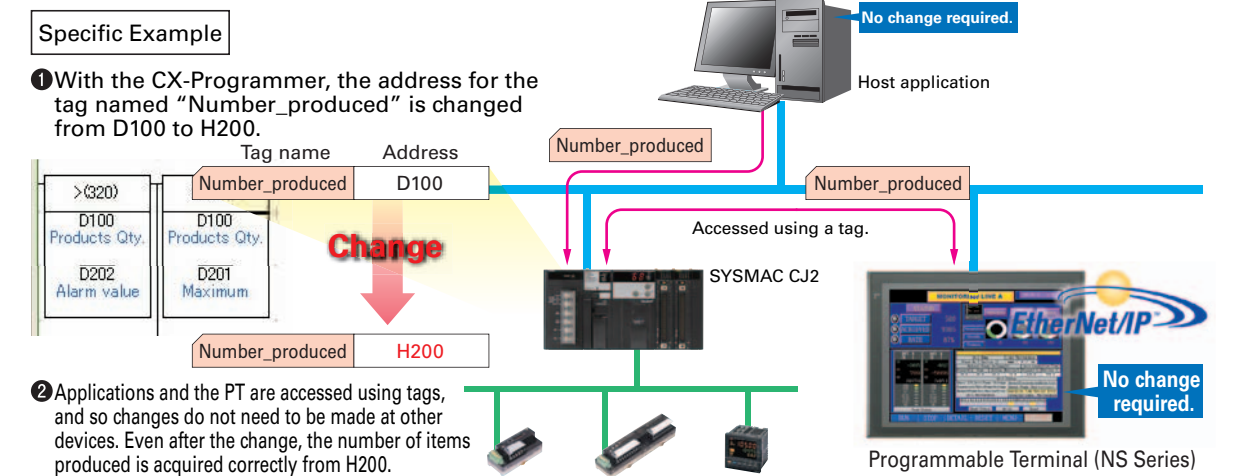 Specific Example
❶With the CX-Programmer, the address for the
tag named “Number_produced” is changed
from D100 to H200.
Tag name Address
Number_produced D100
>(320)
D100
Products Qty.
D202
Alarm value
D100
Products Qty.
D201
Maximum
Change
Number_produced H200
❷Applications and the PT are accessed using tags,
and so changes do not need to be made at other
devices. Even after the change, the number of items
produced is acquired correctly from H200.
No change required.
Host application
Number_produced
Number_produced
Accessed using a tag.
SYSMAC CJ2
EtherNet/IP
No change
required.
Programmable Terminal (NS Series)